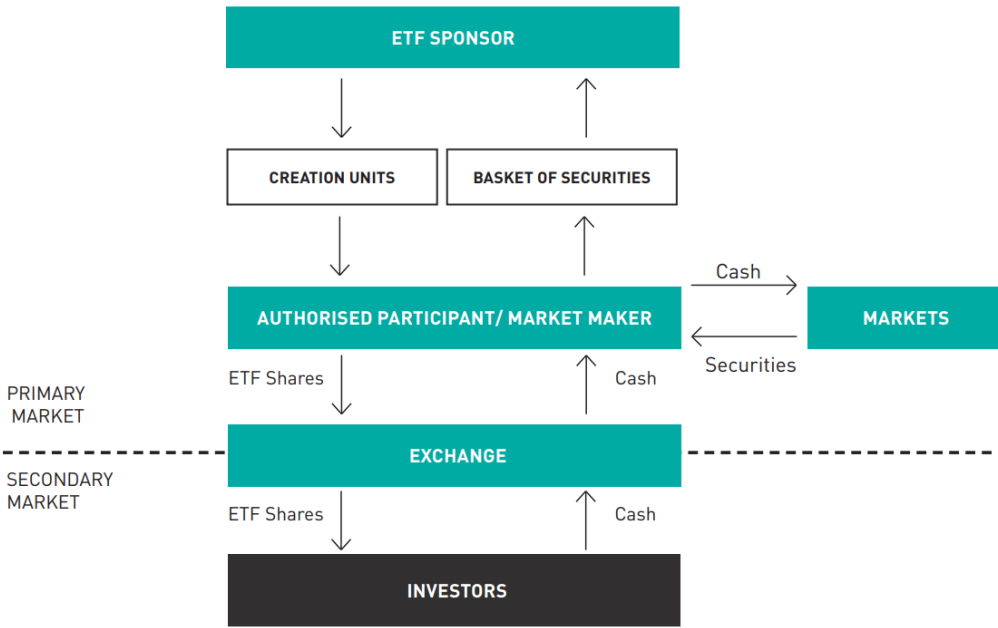 ETF SPONSOR
CREATION UNITS
BASKET OF SECURITIES
Cash
AUTHORISED PARTICIPANT/ MARKET MAKER
MARKETS
Securities
ETF Shares
Cash
PRIMARY
MARKET
EXCHANGE
SECONDARY
MARKET
ETF Shares
Cash
INVESTORS